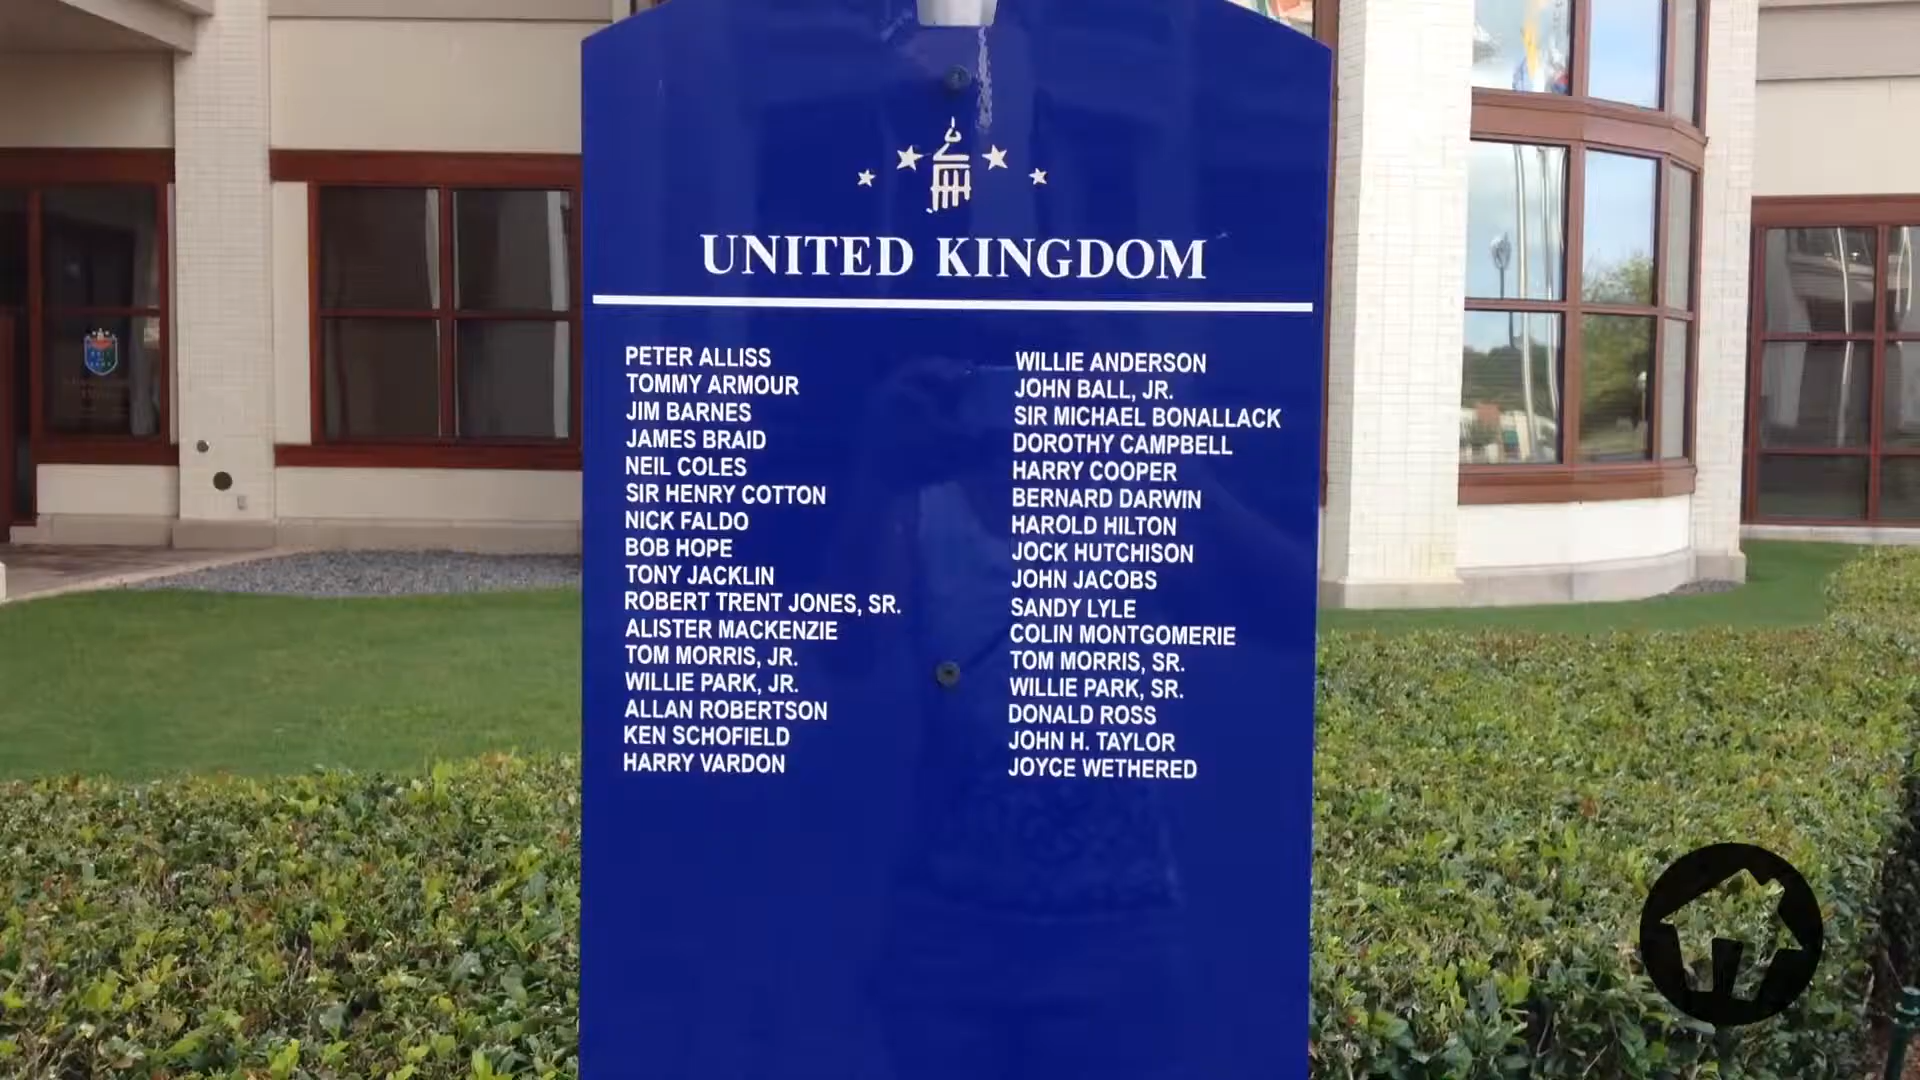 UNITED KINGDOM
PETER ALLISS
TOMMY ARMOUR
JIM BARNES
JAMES BRAID
NEIL COLES
SIR HENRY COTTON
NICK FALDO
BOB HOPE
TONY JACKLIN
ROBERT TRENT JONES, SR.
ALISTER MACKENZIE
TOM MORRIS, JR.
WILLIE PARK, JR.
ALLAN ROBERTSON
KEN SCHOFIELD
HARRY VARDON
WILLIE ANDERSON
JOHN BALL, JR.
SIR MICHAEL BONALLACK
DOROTHY CAMPBELL
HARRY COOPER
BERNARD DARWIN
HAROLD HILTON
JOCK HUTCHISON
JOHN JACOBS
SANDY LYLE
COLIN MONTGOMERIE
TOM MORRIS, SR.
WILLIE PARK, SR.
DONALD ROSS
JOHN H. TAYLOR
JOYCE WETHERED